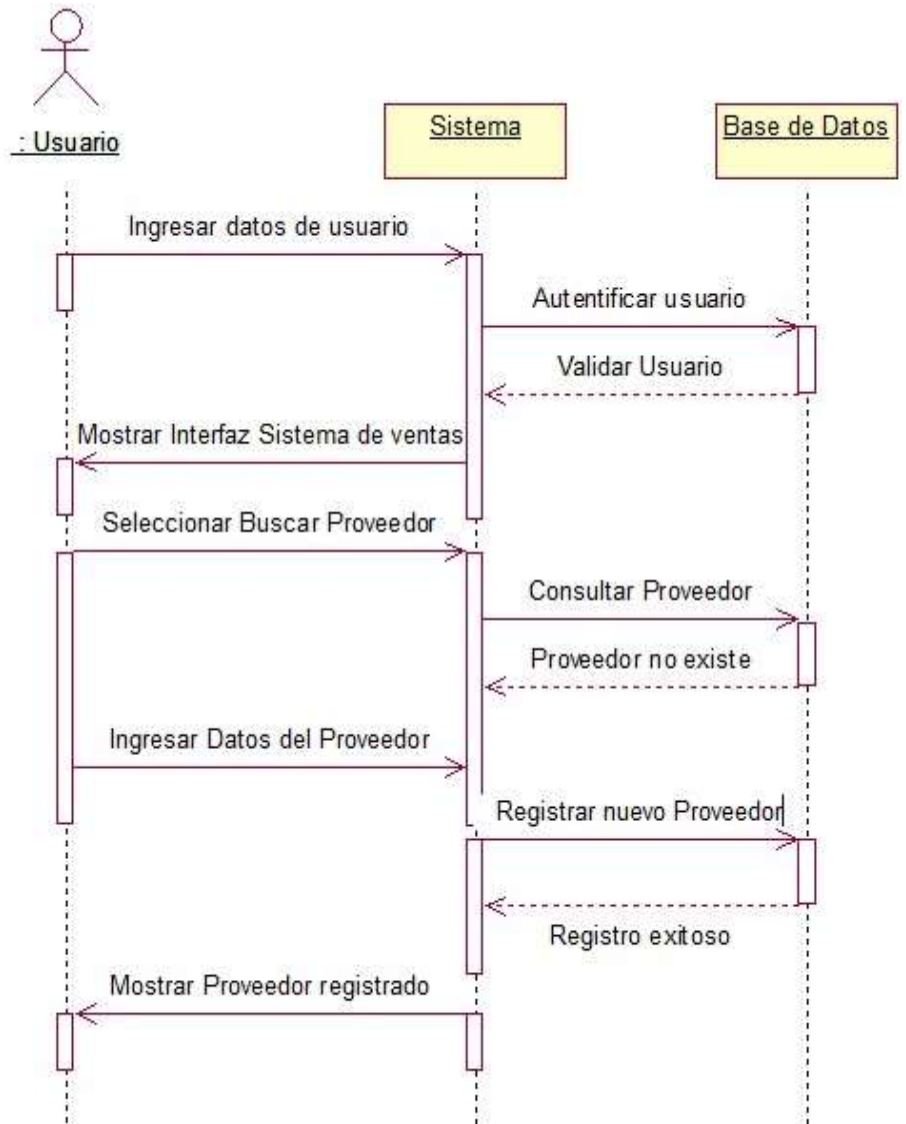 : Usuario
Sistema
Base de Datos
Ingresar datos de usuario
Autentificar usuario
Validar Usuario
Mostrar Interfaz Sistema de ventas
Seleccionar Buscar Proveedor
Consultar Proveedor
Proveedor no existe
Ingresar Datos del Proveedor
Registrar nuevo Proveedor
Registro exitoso
Mostrar Proveedor registrado